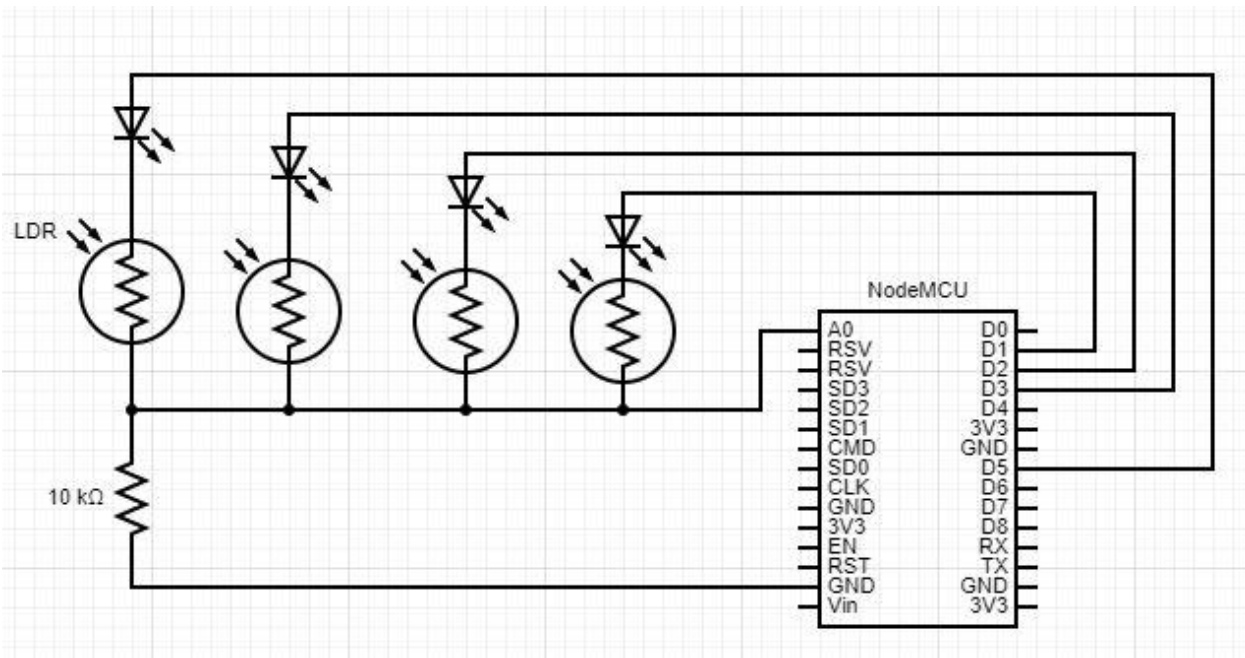 LDR
10 kΩ
NodeMCU
A0 D0
RSV D1
RSV D2
SD3 D3
SD2 D4
SD1 3V3
CMD GND
SD0 D5
CLK D6
GND D7
3V3 D8
EN RX
RST TX
GND GND
Vin 3V3